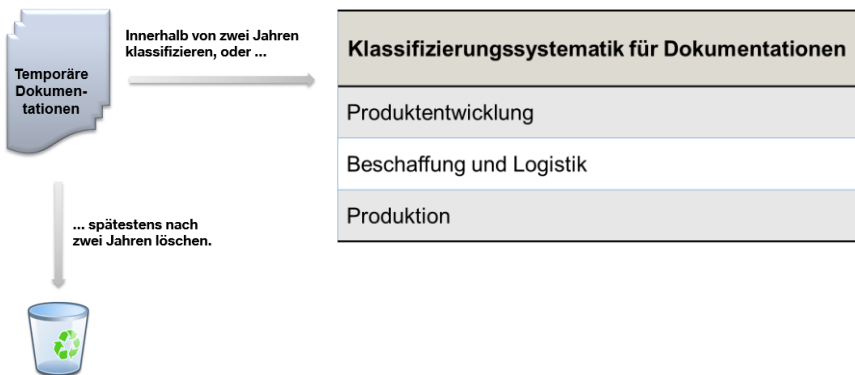 Temporäre
Dokumen-
tationen
Innerhalb von zwei Jahren
klassifizieren, oder ...
Klassifizierungssystematik für Dokumentationen
Produktentwicklung
Beschaffung und Logistik
Produktion
... spätestens nach
zwei Jahren löschen.